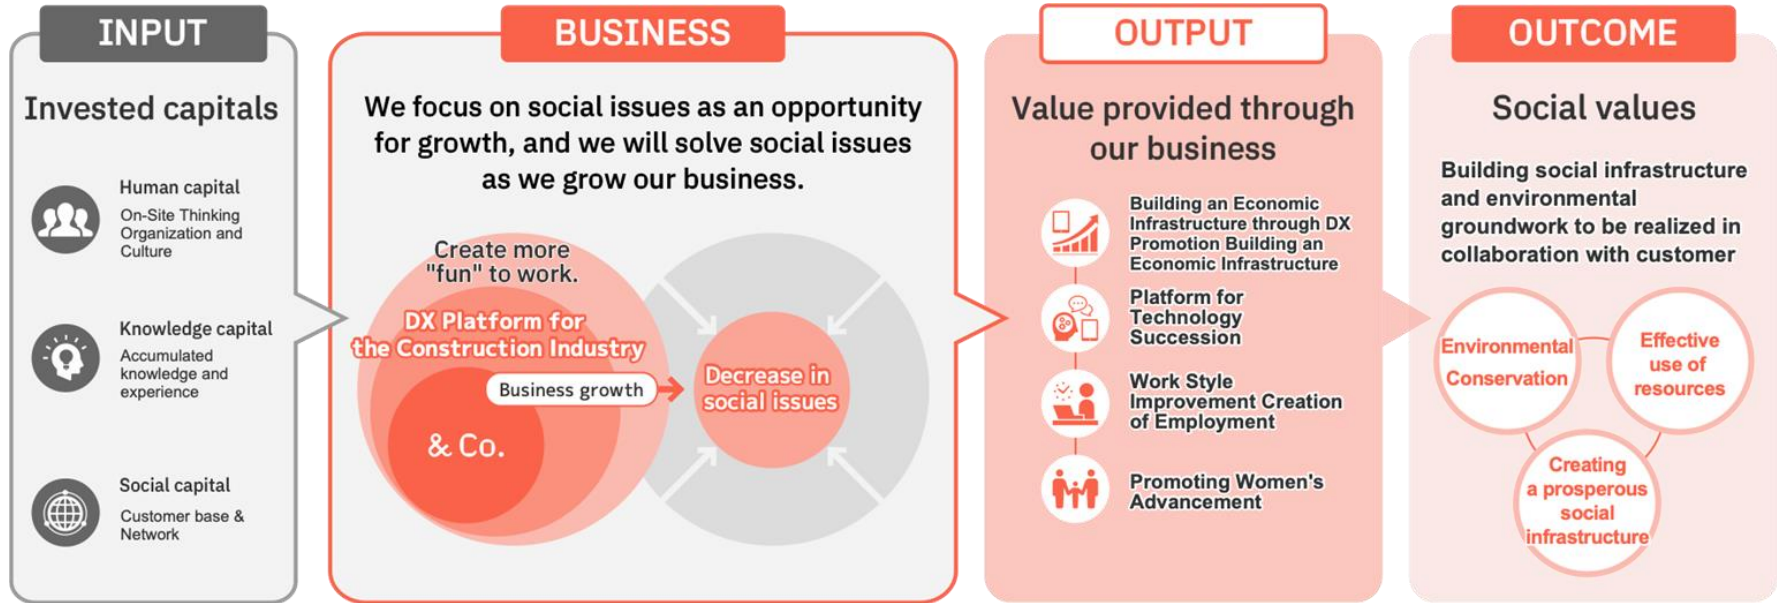 INPUT
Invested capitals
Human capital
On-Site Thinking
Organization and
Culture
Knowledge capital
Accumulated
knowledge and
experience
Social capital
Customer base &
Network
BUSINESS
We focus on social issues as an opportunity
for growth, and we will solve social issues
as we grow our business.
Create more
"fun" to work.
DX Platform for
the Construction Industry
Business growth
& Co.
Decrease in
social issues
OUTPUT
Value provided through
our business
Building an Economic
Infrastructure through DX
Promotion Building an
Economic Infrastructure
Platform for
Technology
Succession
Work Style
Improvement Creation
of Employment
Promoting Women's
Advancement
OUTCOME
Social values
Building social infrastructure
and environmental
groundwork to be realized in
collaboration with customer
Environmental
Conservation
Effective
use of
resources
Creating
a prosperous
social
infrastructure